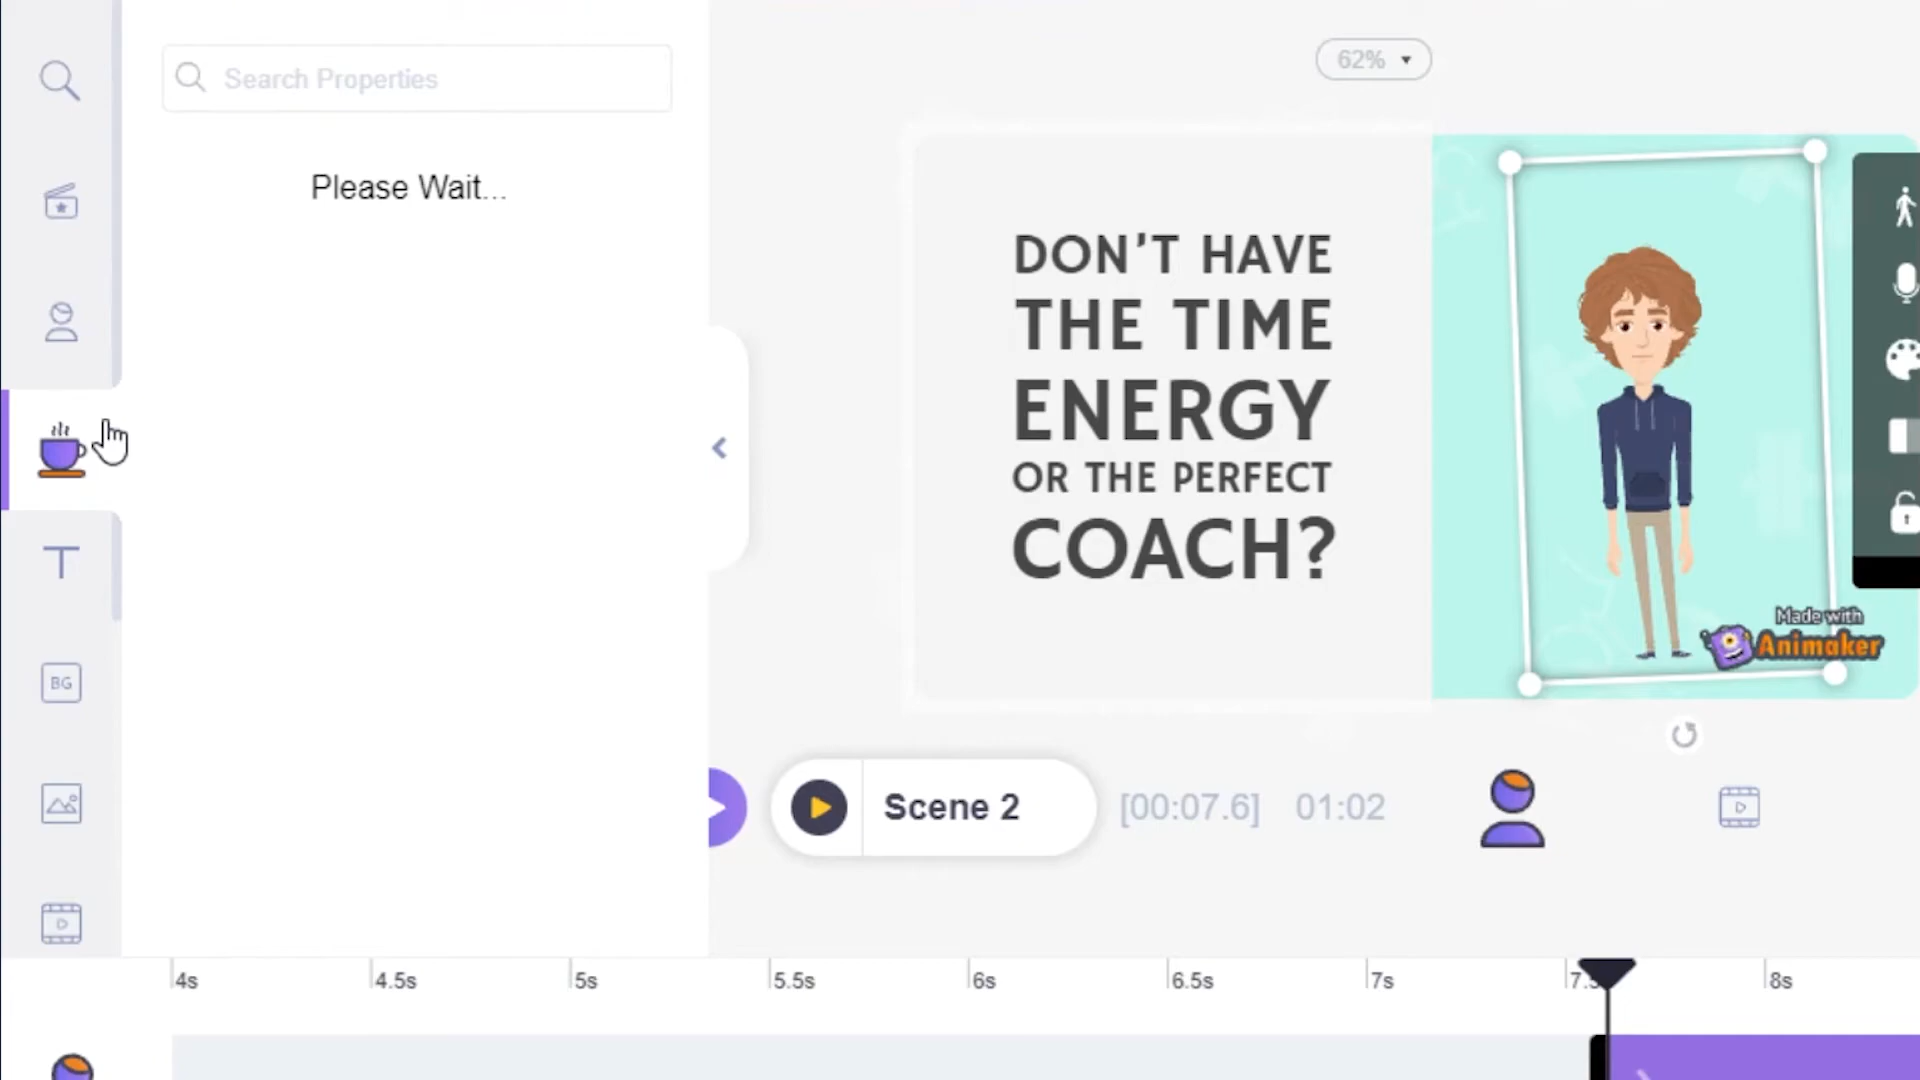 Search Properties
62%
Please Wait...
DON'T HAVE
THE TIME
ENERGY
OR THE PERFECT
COACH?
Made with
Animaker
T
BG
Scene 2
[00:07.6]
01:02
4s
4.5s
5s
5.5s
6s
6.5s
7s
8s